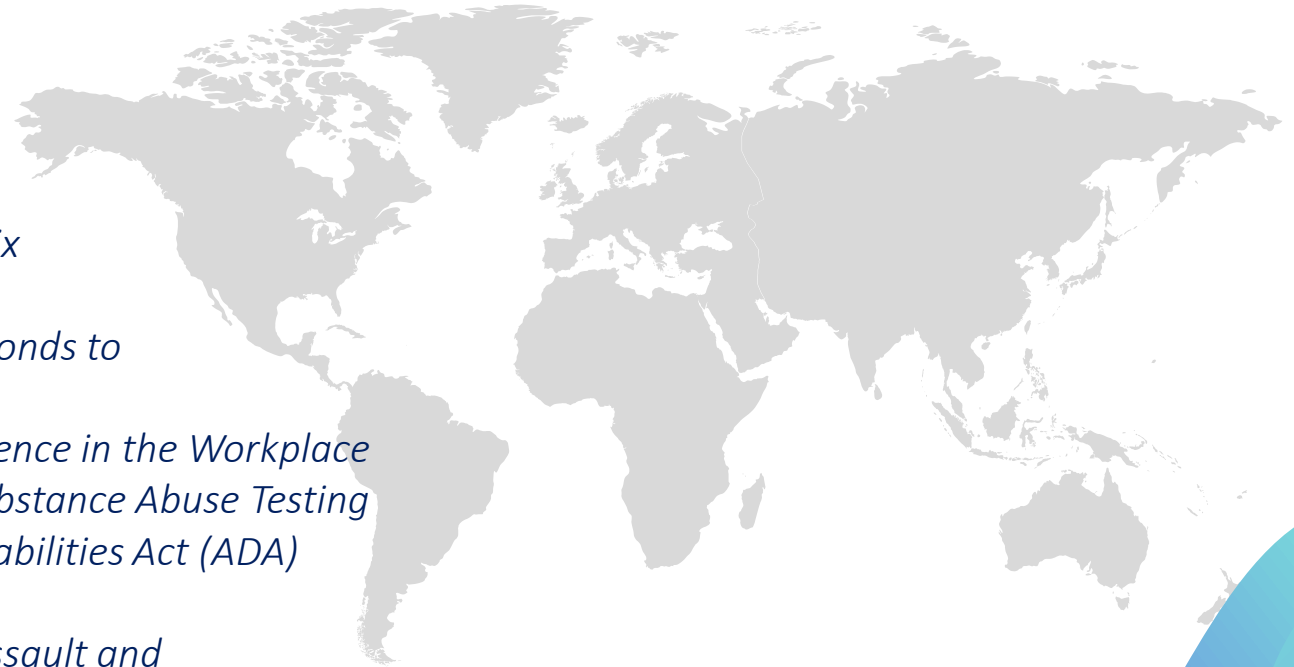 ix
onds to
ence in the Workplace
bstance Abuse Testing
abilities Act (ADA)
ssault and